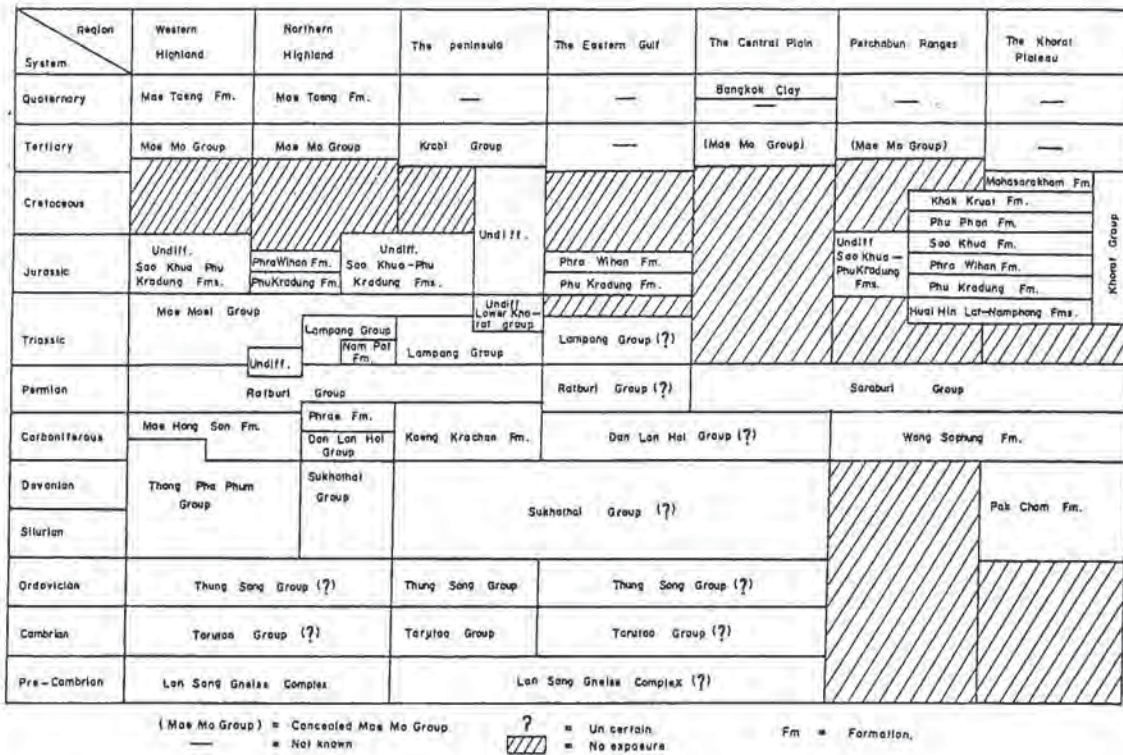 Region
System
Western Highland
Northern Highland
The peninsula
The Eastern Gulf
The Central Plain
Petchabun Ranges
The Khorat Plateau
Quaternary
Mae Taeng Fm.
Mae Taeng Fm.
—
—
Bangkok Clay
—
—
—
Tertiary
Mae Mo Group
Mae Mo Group
Krabi Group
—
(Mae Mo Group)
(Mae Mo Group)
—
Cretaceous
Undiff.
Mahasarakham Fm.
Khok Kruat Fm.
Phu Phan Fm.
Khorat Group
Jurassic
Undiff.
Sao Khua Phu
Kradung Fms.
Phra Wihan Fm.
Phu Kradung Fm.
Undiff.
Sao Khua-Phu
Kradung Fms.
Phra Wihan Fm.
Phu Kradung Fm.
Undiff
Sao Khua—
Phu Kradung
Fms.
Sao Khua Fm.
Phra Wihan Fm.
Phu Kradung Fm.
Triassic
Mae Moei Group
Undiff.
Lampang Group
Nam Pat
Fm.
Undiff
Lower Kho-
rat group
Lampang Group
Lampang Group (?)
Huai Hin Lat-Namphong Fms.
Permian
Ratburi Group
Ratburi Group (?)
Saraburi Group
Carboniferous
Mae Hong Son Fm.
Phrae Fm.
Dan Lan Hoi
Group
Kaeng Krachan Fm.
Dan Lan Hoi Group (?)
Wang Saphung Fm.
Devonian
Silurian
Thong Pha Phum
Group
Sukhothai
Group
Sukhothai Group (?)
Pak Chom Fm.
Ordovician
Thung Song Group (?)
Thung Song Group
Thung Song Group (?)
Cambrian
Tarutao Group (?)
Tarutao Group
Tarutao Group (?)
Pre-Cambrian
Lan Sang Gneiss Complex
Lan Sang Gneiss Complex (?)
(Mae Mo Group) = Concealed Mae Mo Group
? = Un certain.
Fm = Formation.
— = Not known
= No exposure